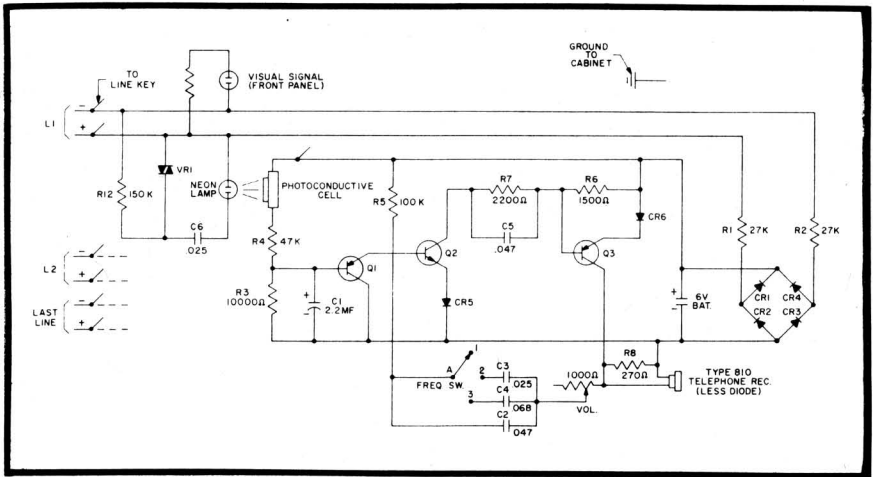 GROUND
TO
CABINET
TO
LINE KEY
VISUAL SIGNAL
(FRONT PANEL)
L1
−
+
VR1
R12
150 K
NEON
LAMP
PHOTOCONDUCTIVE
CELL
C6
.025
R4
47 K
R5
100 K
R7
2200Ω
R6
1500Ω
C5
.047
CR6
R1
27K
R2
27K
L2
−
+
Q1
Q2
Q3
LAST
LINE
−
+
R3
10000Ω
+
−
C1
2.2MF
CR5
+
−
6V
BAT.
CR1
CR4
CR2
CR3
A
1
2
3
FREQ SW.
C3
.025
C4
.068
C2
.047
1000Ω
VOL.
R8
270Ω
TYPE 810
TELEPHONE REC.
(LESS DIODE)